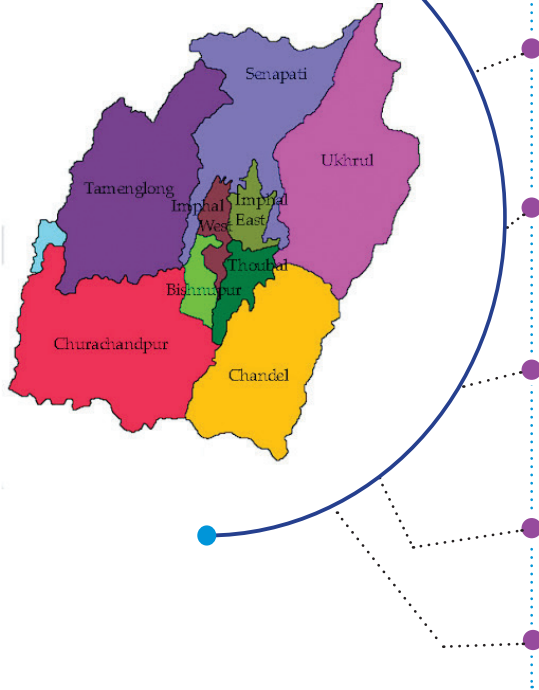 Senapati
Ukhrul
Tamenglong
Imphal
West
Imphal
East
Thoubal
Bishnupur
Churachandpur
Chandel